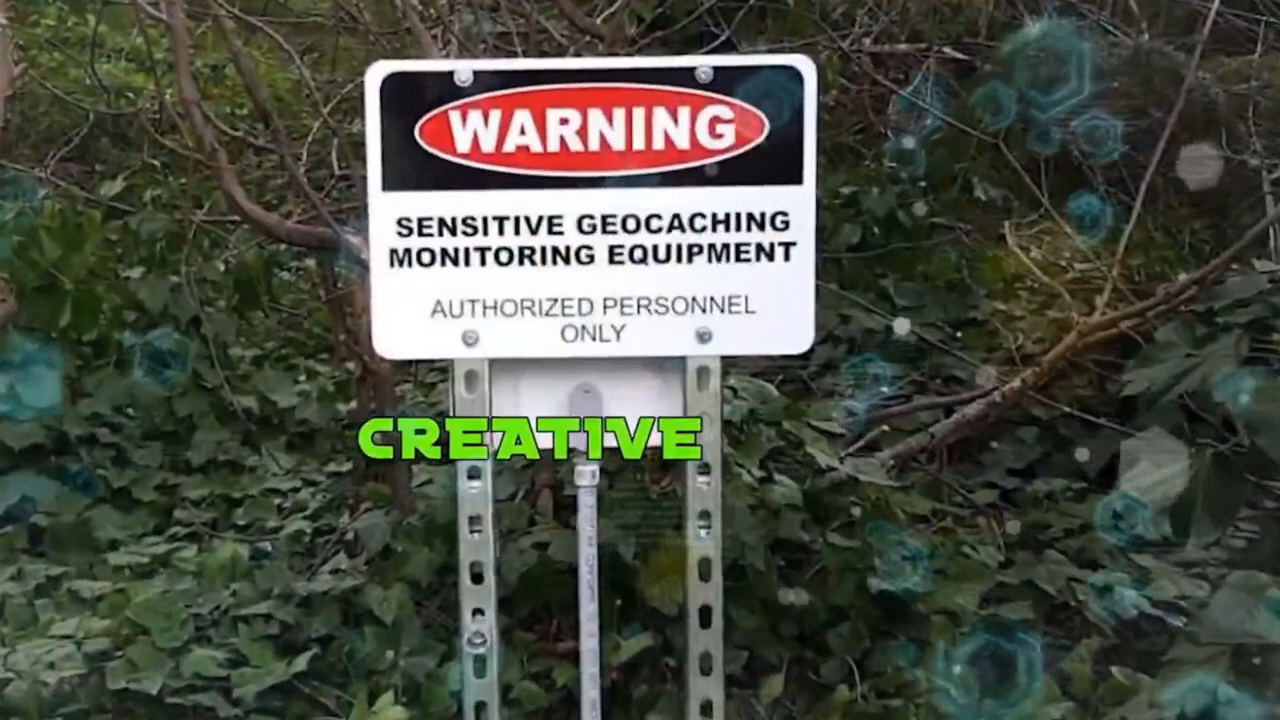 WARNING
SENSITIVE GEOCACHING
MONITORING EQUIPMENT
AUTHORIZED PERSONNEL
ONLY
CREATIVE